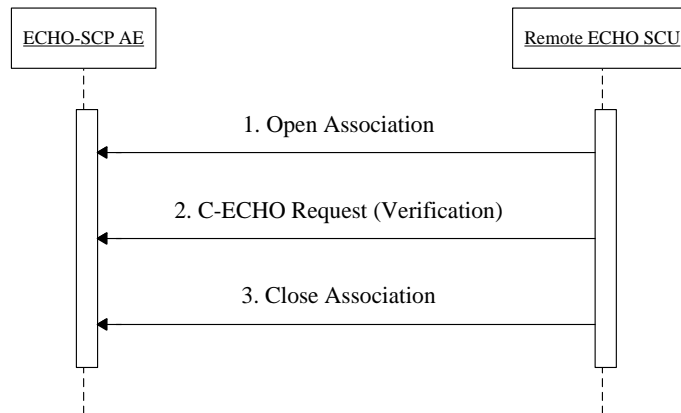 ECHO-SCP AE
Remote ECHO SCU
1. Open Association
2. C-ECHO Request (Verification)
3. Close Association